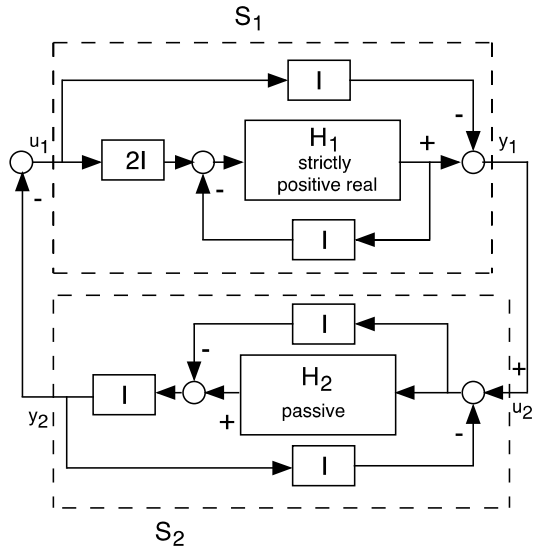 S1
I
-
u1
y1
2I
-
H1
strictly
positive real
+
I
-
I
-
+
H2
passive
I
+
y2
u2
-
I
S2